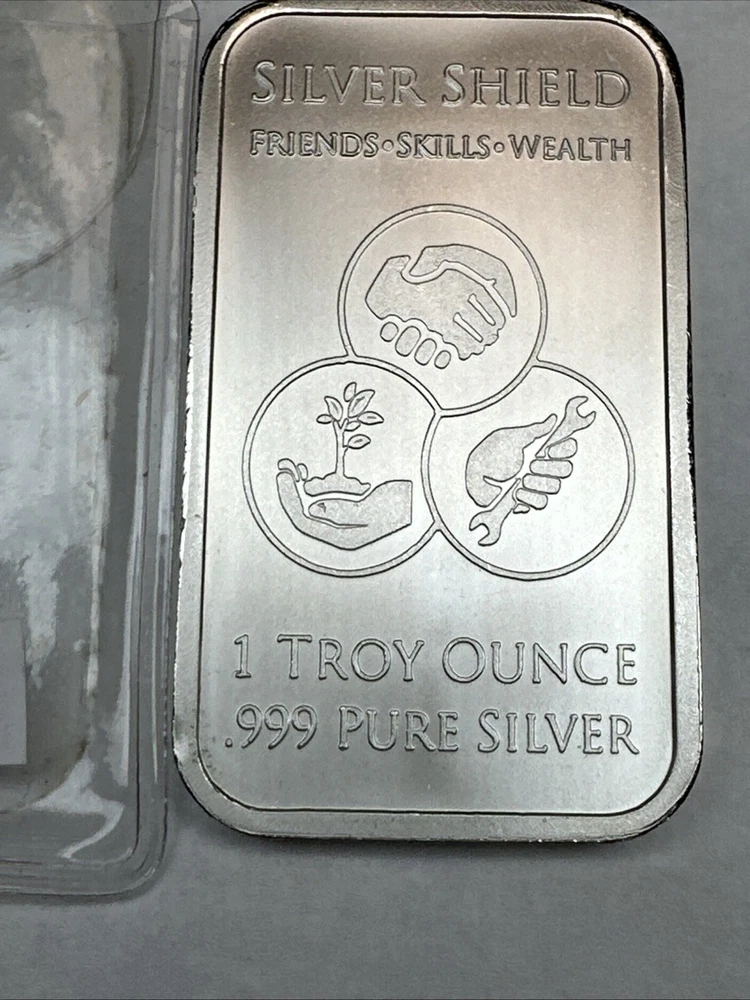 SILVER SHIELD
FRIENDS•SKILLS•WEALTH
1 TROY OUNCE
.999 PURE SILVER